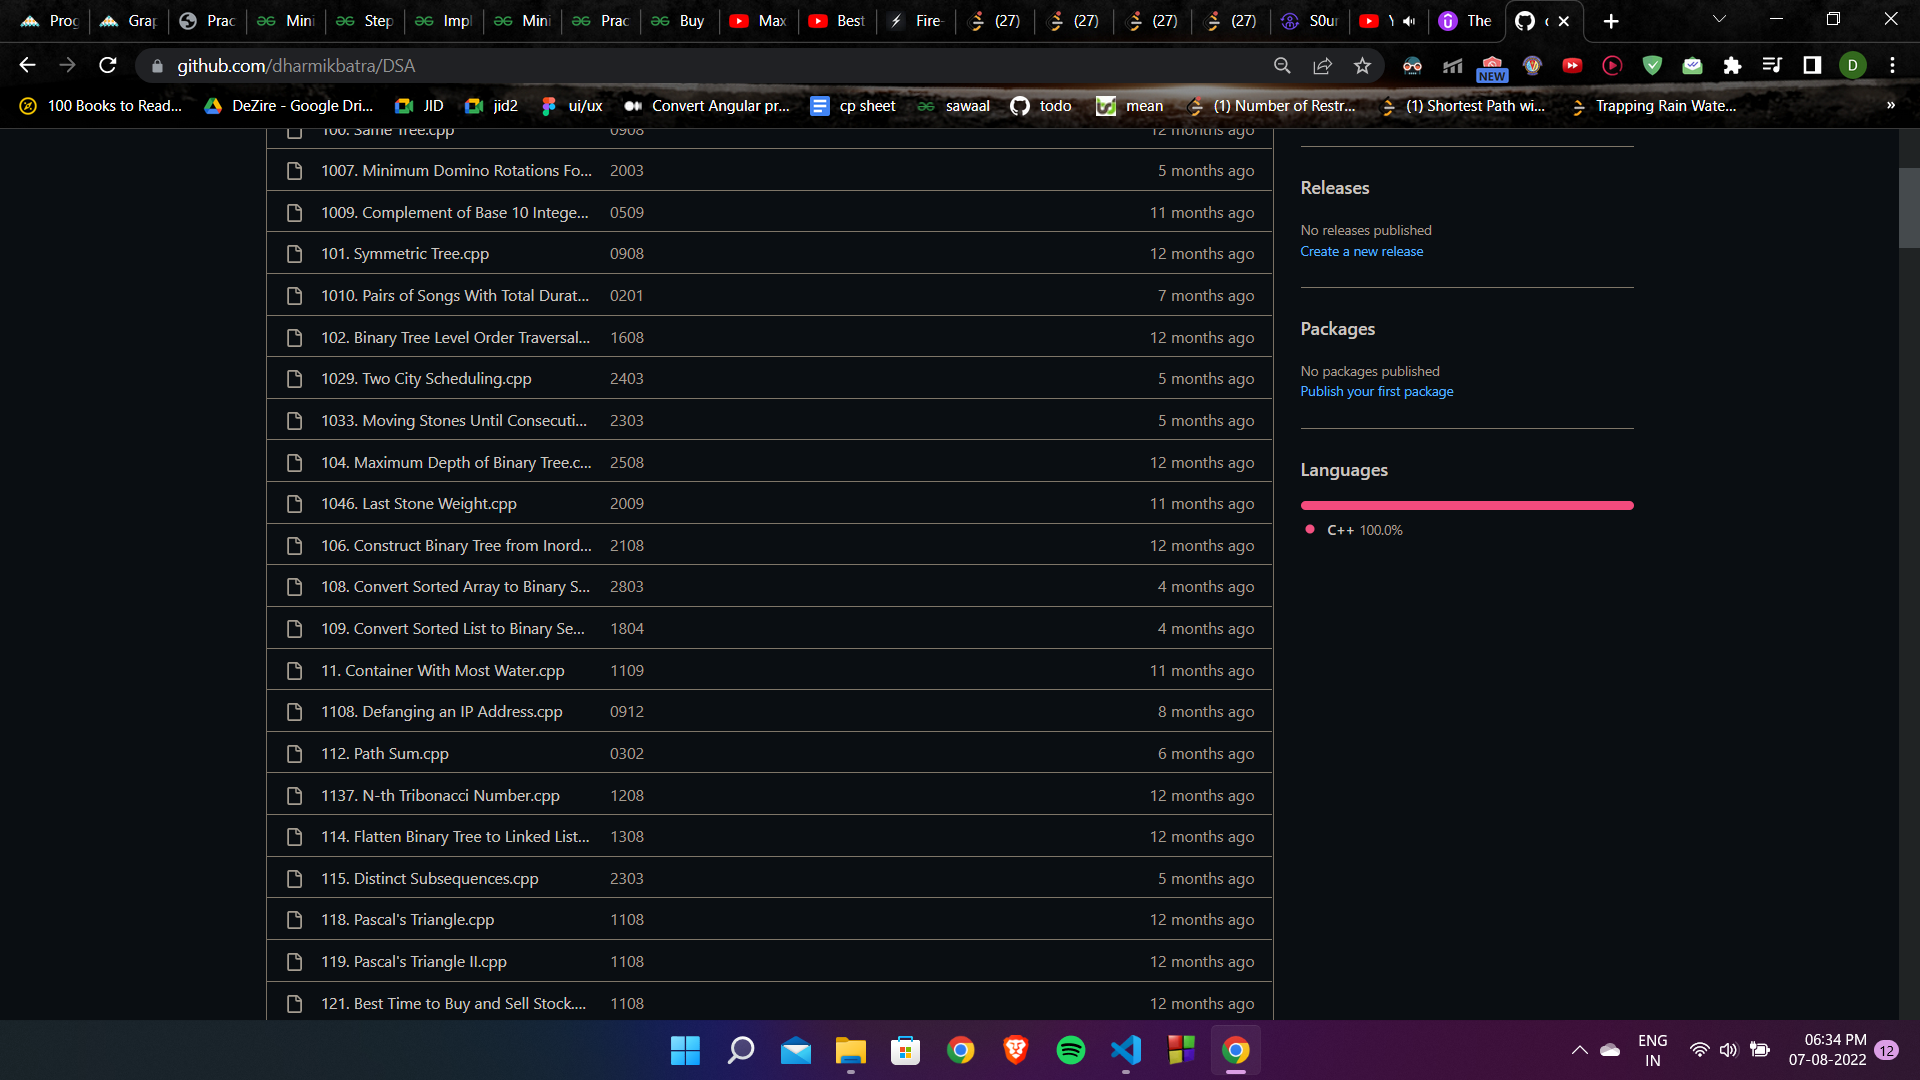 Prog
Grap
Prac
Mini
Step
Impl
Mini
Prac
Buy
Max
Best
Fire-
(27)
(27)
(27)
(27)
S0ur
The
github.com/dharmikbatra/DSA
NEW
D
100 Books to Read...
DeZire - Google Dri...
JID
jid2
ui/ux
Convert Angular pr...
cp sheet
sawaal
todo
mean
(1) Number of Restr...
(1) Shortest Path wi...
Trapping Rain Wate...
»
100. Same Tree.cpp 0908 12 months ago
1007. Minimum Domino Rotations Fo... 2003 5 months ago
1009. Complement of Base 10 Intege... 0509 11 months ago
101. Symmetric Tree.cpp 0908 12 months ago
1010. Pairs of Songs With Total Durat... 0201 7 months ago
102. Binary Tree Level Order Traversal... 1608 12 months ago
1029. Two City Scheduling.cpp 2403 5 months ago
1033. Moving Stones Until Consecuti... 2303 5 months ago
104. Maximum Depth of Binary Tree.c... 2508 12 months ago
1046. Last Stone Weight.cpp 2009 11 months ago
106. Construct Binary Tree from Inord... 2108 12 months ago
108. Convert Sorted Array to Binary S... 2803 4 months ago
109. Convert Sorted List to Binary Se... 1804 4 months ago
11. Container With Most Water.cpp 1109 11 months ago
1108. Defanging an IP Address.cpp 0912 8 months ago
112. Path Sum.cpp 0302 6 months ago
1137. N-th Tribonacci Number.cpp 1208 12 months ago
114. Flatten Binary Tree to Linked List... 1308 12 months ago
115. Distinct Subsequences.cpp 2303 5 months ago
118. Pascal's Triangle.cpp 1108 12 months ago
119. Pascal's Triangle II.cpp 1108 12 months ago
121. Best Time to Buy and Sell Stock.... 1108 12 months ago
Releases
No releases published
Create a new release
Packages
No packages published
Publish your first package
Languages
C++ 100.0%
ENG
IN
06:34 PM
07-08-2022
12